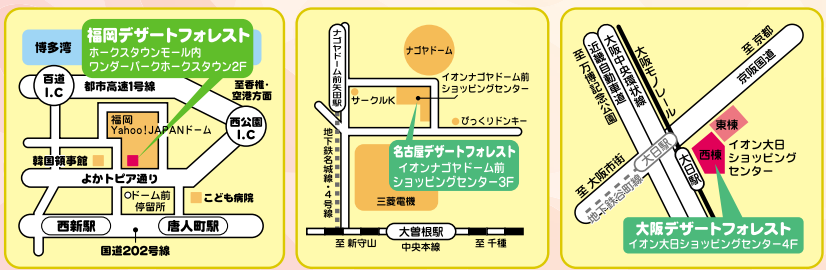 福岡デザートフォレスト
ホークスタウンモール内
ワンダーパークホークスタウン2F
博多湾
百道
I.C
都市高速1号線
至香椎・
空港方面
福岡
Yahoo!JAPANドーム
西公園
I.C
韓国領事館
よかトピア通り
ドーム前
停留所
こども病院
西新駅
唐人町駅
国道202号線
ナゴヤドーム前矢田駅
ナゴヤドーム
イオンナゴヤドーム前
ショッピングセンター
サークルK
びっくりドンキー
名古屋デザートフォレスト
イオンナゴヤドーム前
ショッピングセンター3F
地下鉄名城線・4号線
三菱電機
大曽根駅
至 新守山
中央本線
至 千種
至 万博記念公園
近畿自動車道
大阪中央環状線
大阪モノレール
至 京都
京阪国道
東棟
西棟
イオン大日
ショッピング
センター
大日駅
大日駅
至 大阪市街
地下鉄谷町線
大阪デザートフォレスト
イオン大日ショッピングセンター4F